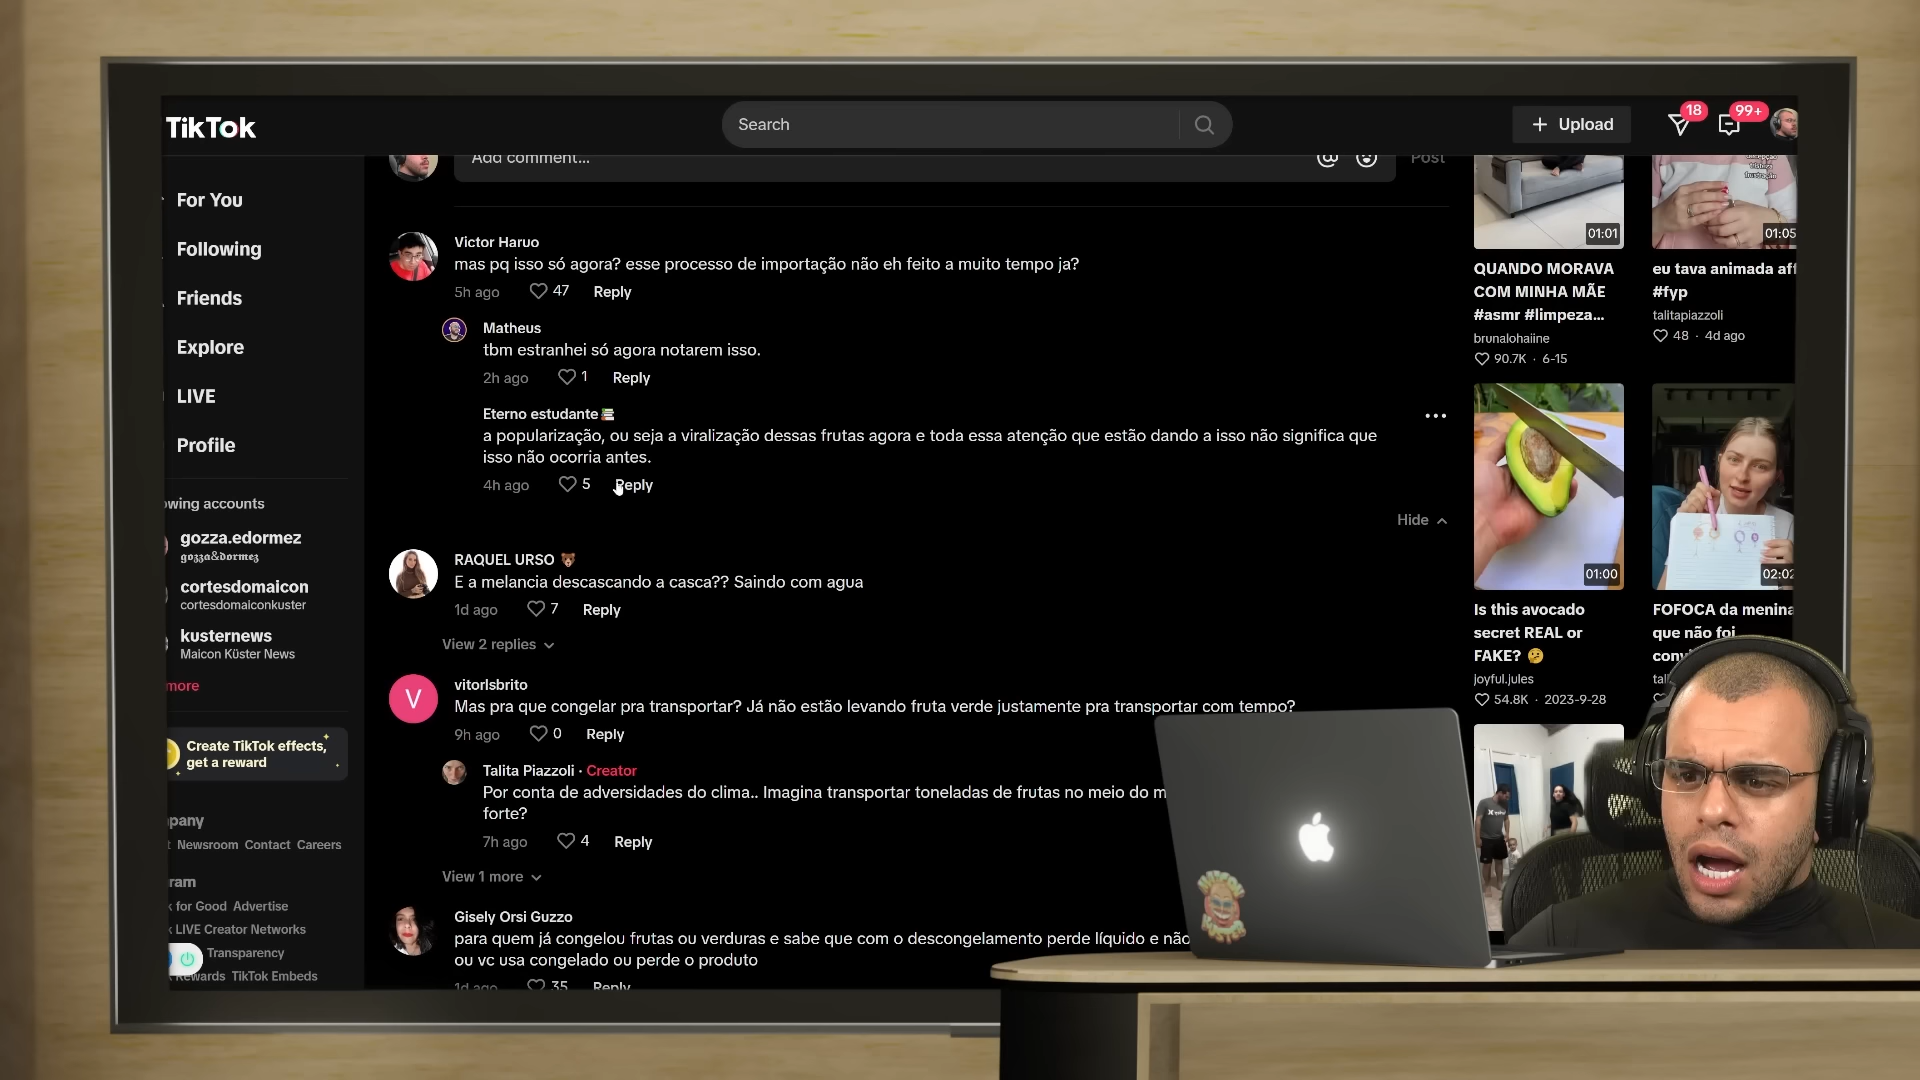 TikTok
Search
+ Upload
18
99+
For You
Following
Friends
Explore
LIVE
Profile
wing accounts
gozza.edormez
gozza&dormez
cortesdomaicon
cortesdomaiconkuster
kusternews
Maicon Küster News
more
Create TikTok effects,
get a reward
pany
t Newsroom Contact Careers
ram
k for Good Advertise
k LIVE Creator Networks
Transparency
Rewards TikTok Embeds
Add comment...
Post
Victor Haruo
mas pq isso só agora? esse processo de importação não eh feito a muito tempo ja?
5h ago 47 Reply
Matheus
tbm estranhei só agora notarem isso.
2h ago 1 Reply
Eterno estudante
a popularização, ou seja a viralização dessas frutas agora e toda essa atenção que estão dando a isso não significa que
isso não ocorria antes.
4h ago 5 Reply
Hide
RAQUEL URSO
E a melancia descascando a casca?? Saindo com agua
1d ago 7 Reply
View 2 replies
V
vitorlsbrito
Mas pra que congelar pra transportar? Já não estão levando fruta verde justamente pra transportar com tempo?
9h ago 0 Reply
Talita Piazzoli · Creator
Por conta de adversidades do clima.. Imagina transportar toneladas de frutas no meio do m
forte?
7h ago 4 Reply
View 1 more
Gisely Orsi Guzzo
para quem já congelou frutas ou verduras e sabe que com o descongelamento perde líquido e não
ou vc usa congelado ou perde o produto
1d ago 35 Reply
01:01
QUANDO MORAVA
COM MINHA MÃE
#asmr #limpeza...
brunalohaiine
90.7K · 6-15
01:05
eu tava animada aff
#fyp
talitapiazzoli
48 · 4d ago
01:00
Is this avocado
secret REAL or
FAKE?
joyful.jules
54.8K · 2023-9-28
02:02
FOFOCA da menina
que não foi
conv
tal